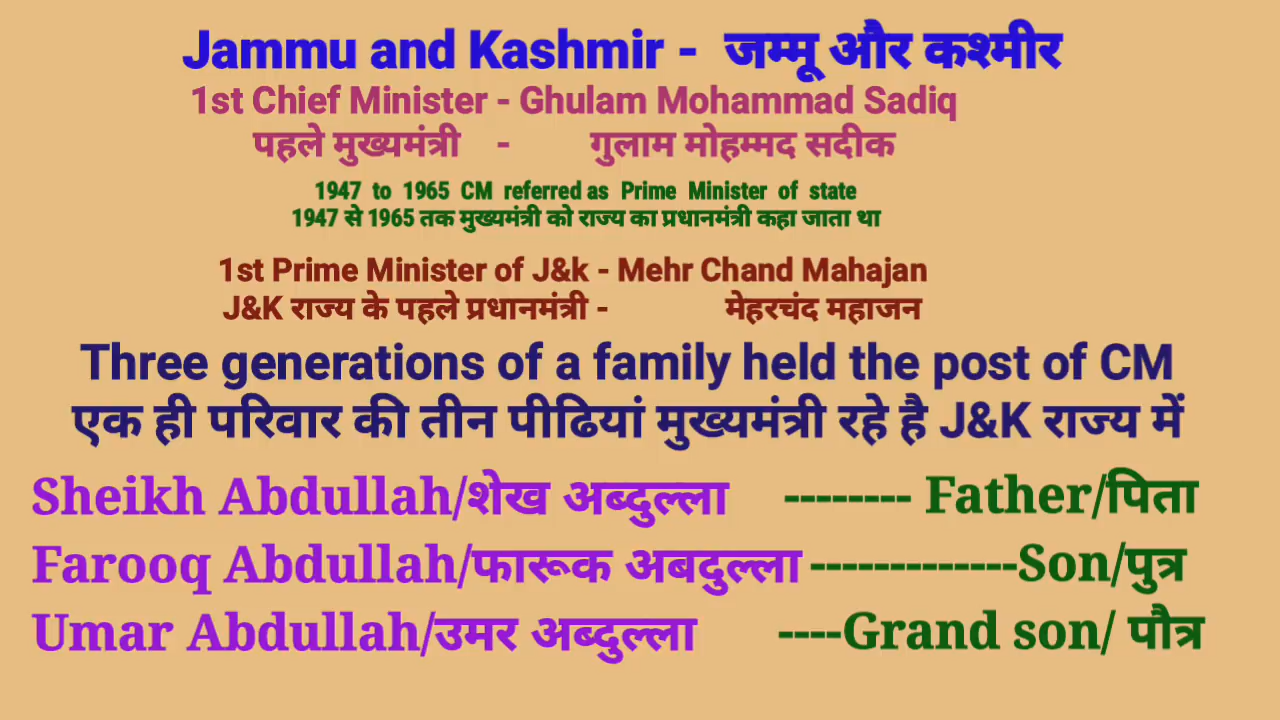 Jammu and Kashmir - जम्मू और कश्मीर
1st Chief Minister - Ghulam Mohammad Sadiq
पहले मुख्यमंत्री - गुलाम मोहम्मद सदीक
1947 to 1965 CM referred as Prime Minister of state
1947 से 1965 तक मुख्यमंत्री को राज्य का प्रधानमंत्री कहा जाता था
1st Prime Minister of J&k - Mehr Chand Mahajan
J&K राज्य के पहले प्रधानमंत्री - मेहरचंद महाजन
Three generations of a family held the post of CM
एक ही परिवार की तीन पीढियां मुख्यमंत्री रहे है J&K राज्य में
Sheikh Abdullah/शेख अब्दुल्ला -------- Father/पिता
Farooq Abdullah/फारूक अबदुल्ला -------------Son/पुत्र
Umar Abdullah/उमर अब्दुल्ला ----Grand son/ पौत्र